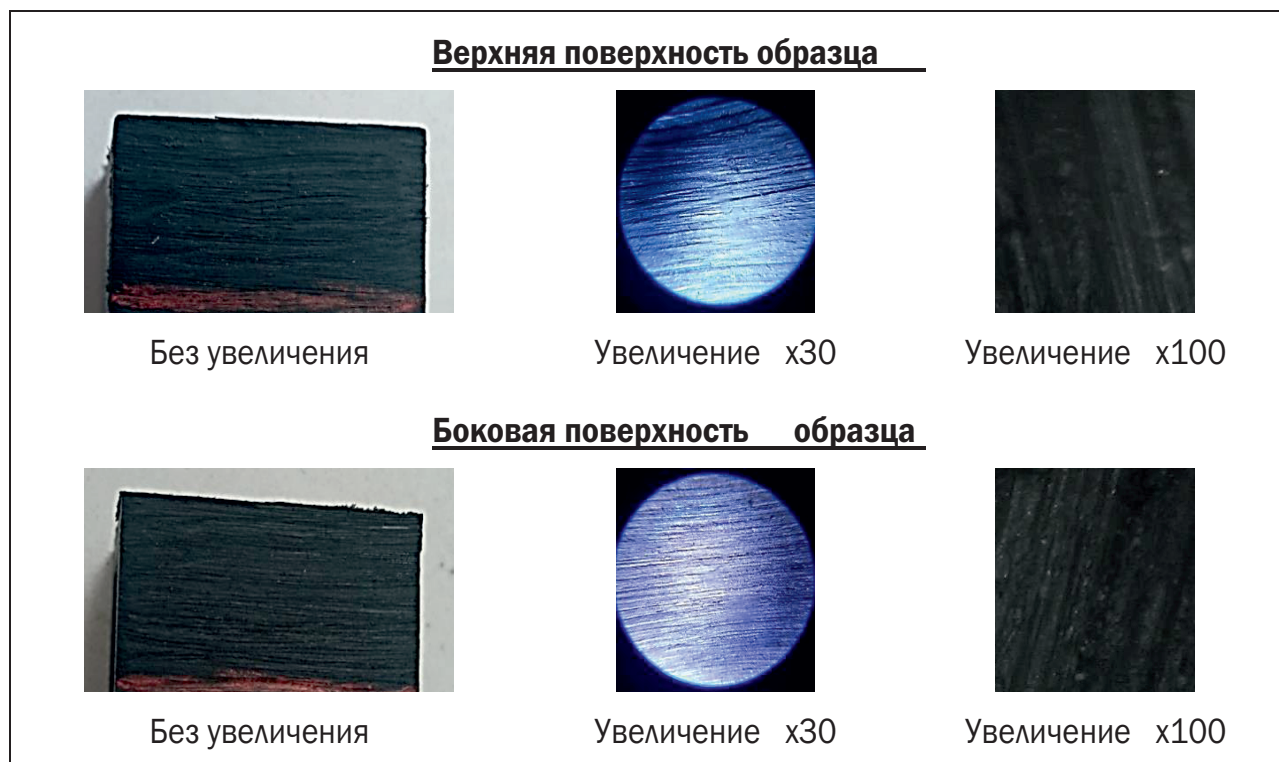 Верхняя поверхность образца
Без увеличения Увеличение x30 Увеличение x100
Боковая поверхность образца
Без увеличения Увеличение x30 Увеличение x100